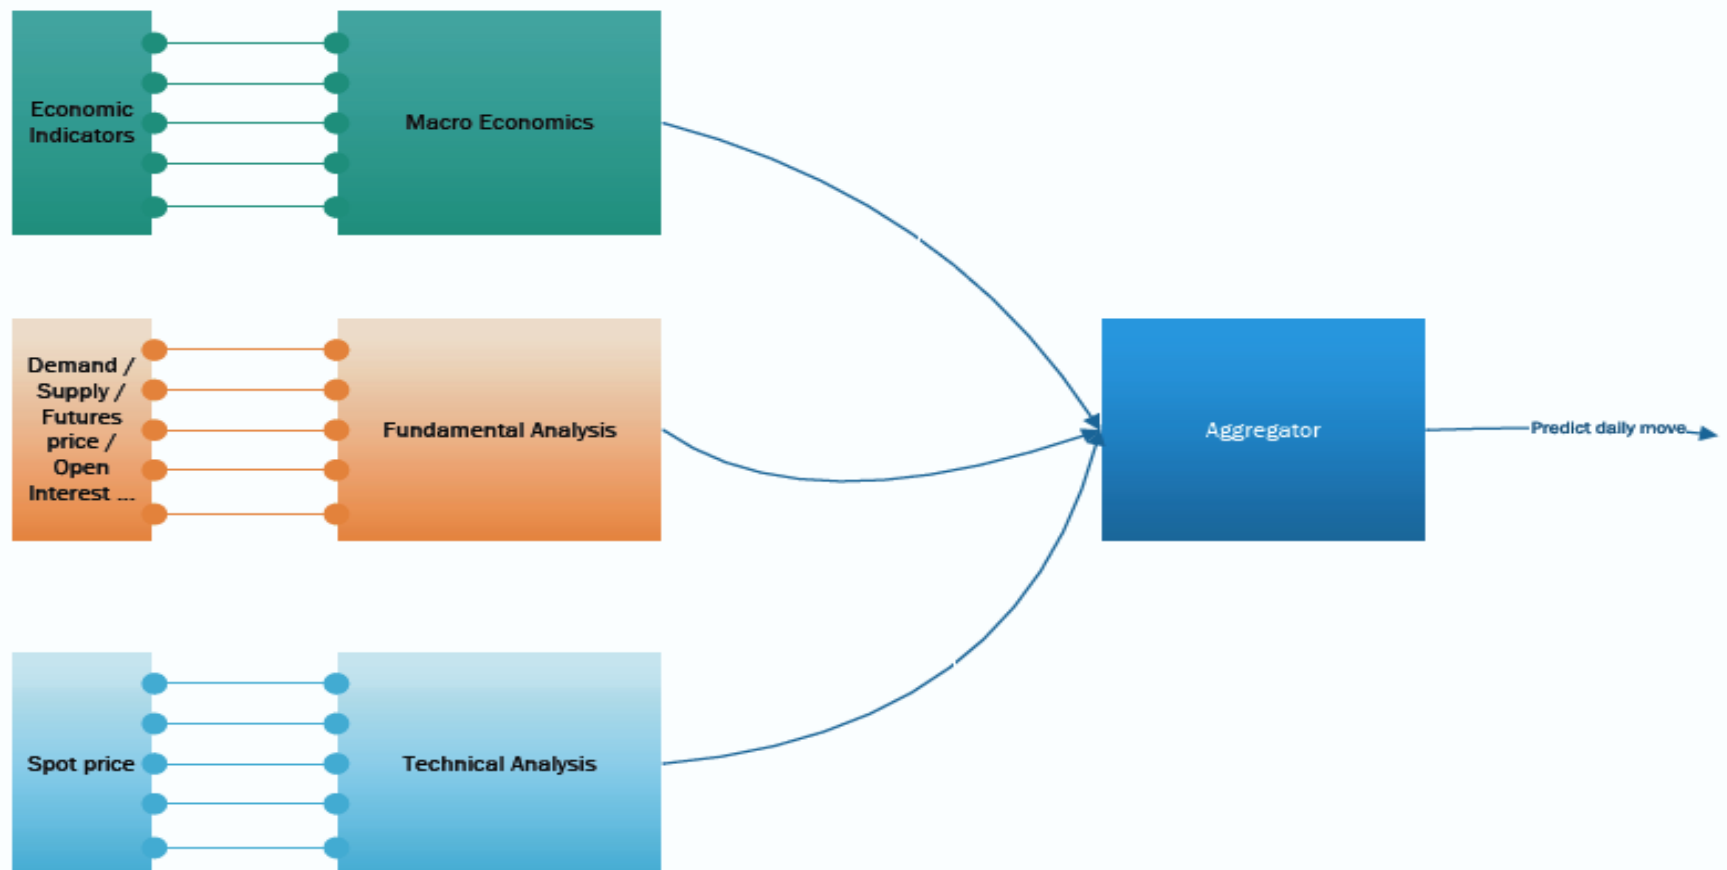 Economic
Indicators
Macro Economics
Demand /
Supply /
Futures
price /
Open
Interest ...
Fundamental Analysis
Aggregator
Predict daily move
Spot price
Technical Analysis